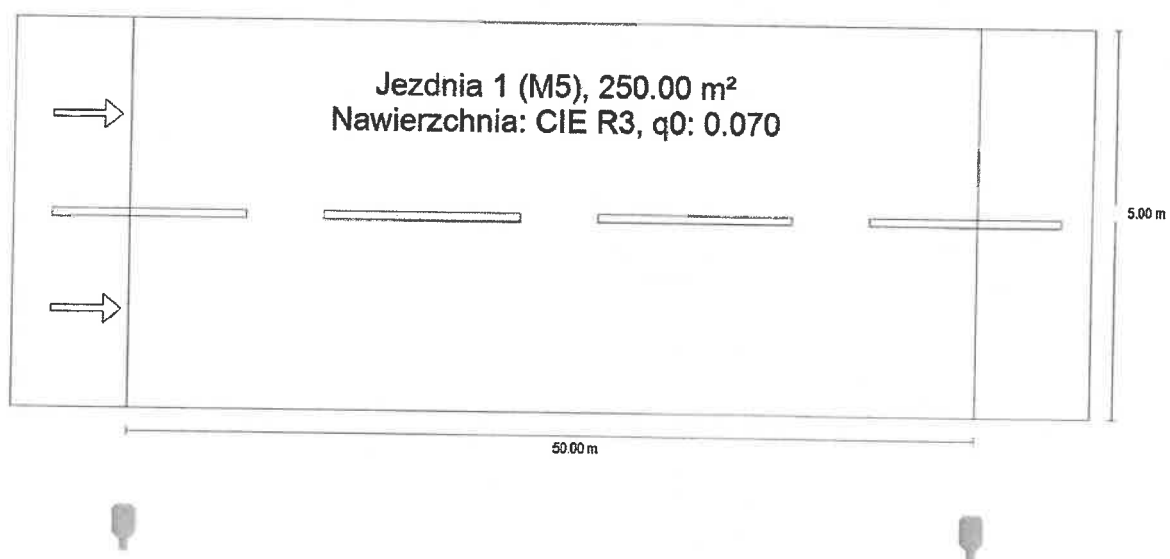 Jezdnia 1 (M5), 250.00 m²
Nawierzchnia: CIE R3, q0: 0.070
5.00 m
50.00 m